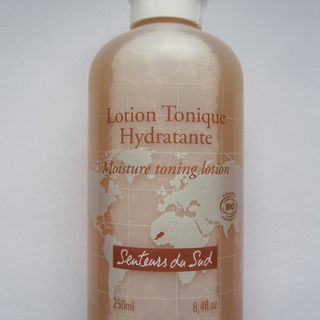 Lotion Tonique
Hydratante
Moisture toning lotion
BIO
Senteurs du Sud
250ml 8,4fl.oz